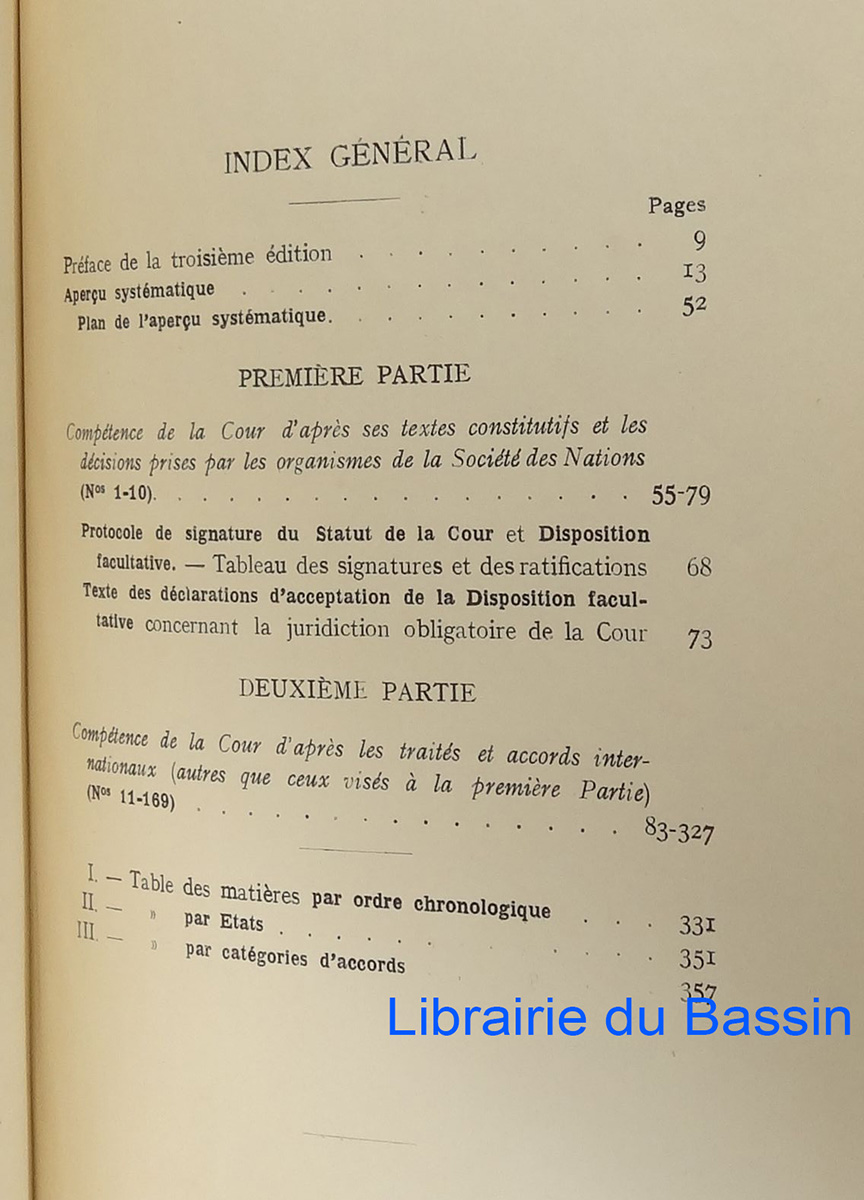 INDEX GÉNÉRAL
Pages
Préface de la troisième édition . . . . . . . . . 9
Aperçu systématique . . . . . . . . . . . 13
Plan de l'aperçu systématique. . . . . . . . . . 52
PREMIÈRE PARTIE
Compétence de la Cour d'après ses textes constitutifs et les
décisions prises par les organismes de la Société des Nations
(Nos 1-10). . . . . . . . . . . . . . 55-79
Protocole de signature du Statut de la Cour et Disposition
facultative. — Tableau des signatures et des ratifications 68
Texte des déclarations d'acceptation de la Disposition facul-
tative concernant la juridiction obligatoire de la Cour 73
DEUXIÈME PARTIE
Compétence de la Cour d'après les traités et accords inter-
nationaux (autres que ceux visés à la première Partie)
(Nos 11-169) . . . . . . . . . . . . . 83-327
I. — Table des matières par ordre chronologique . . . 331
II. — » par Etats . . . . . . . . . . 351
III. — » par catégories d'accords 357
Librairie du Bassin